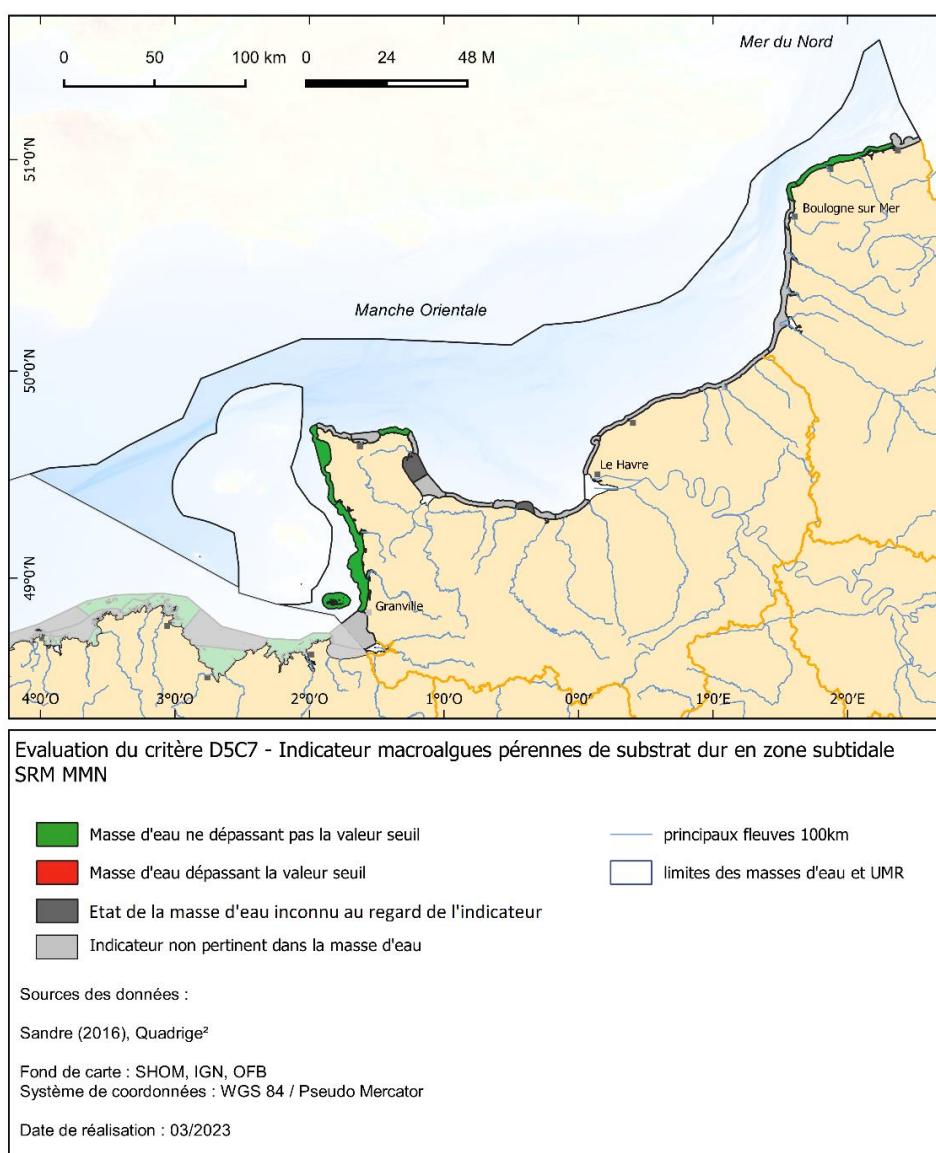 Mer du Nord
0 50 100 km 0 24 48 M
51°0'N
Boulogne sur Mer
Manche Orientale
50°0'N
Le Havre
49°0'N
Granville
4°0'O 3°0'O 2°0'O 1°0'O 0°0' 1°0'E 2°0'E
Evaluation du critère D5C7 - Indicateur macroalgues pérennes de substrat dur en zone subtidale
SRM MMN
Masse d'eau ne dépassant pas la valeur seuil
principaux fleuves 100km
Masse d'eau dépassant la valeur seuil
limites des masses d'eau et UMR
Etat de la masse d'eau inconnu au regard de l'indicateur
Indicateur non pertinent dans la masse d'eau
Sources des données :
Sandre (2016), Quadrige²
Fond de carte : SHOM, IGN, OFB
Système de coordonnées : WGS 84 / Pseudo Mercator
Date de réalisation : 03/2023